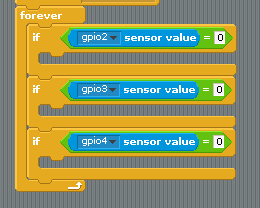 forever
if gpio2 sensor value = 0
if gpio3 sensor value = 0
if gpio4 sensor value = 0